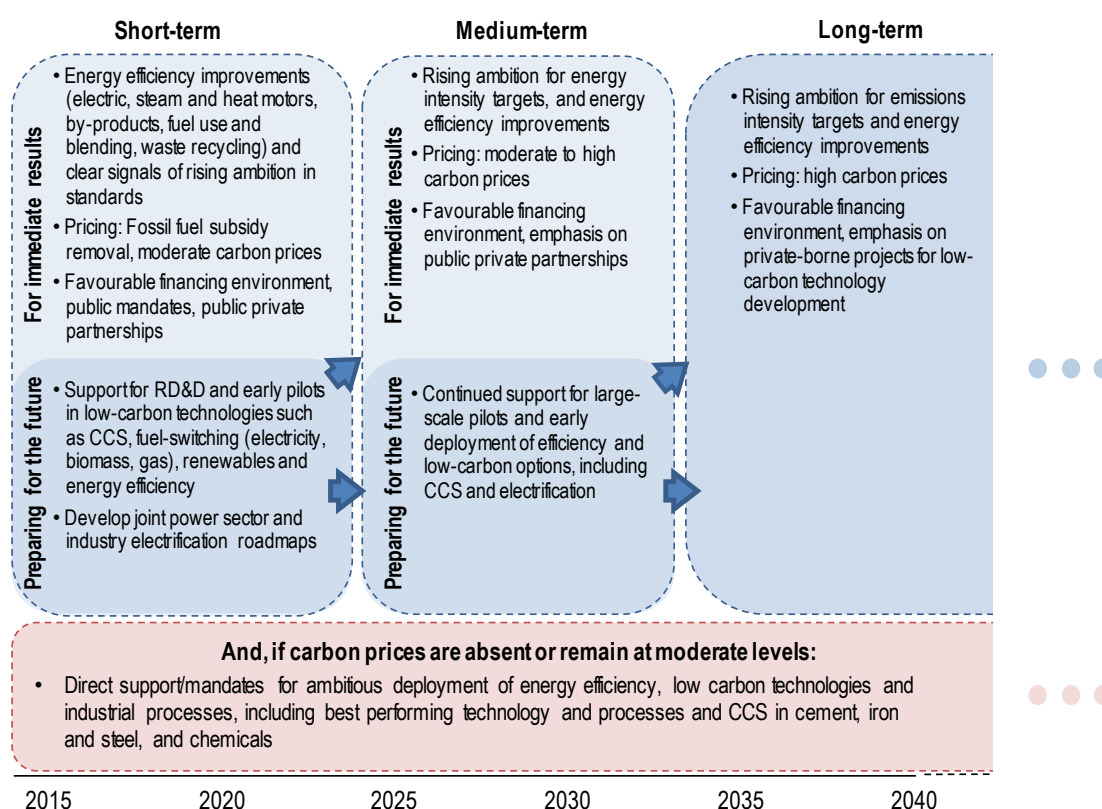 Short-term
Medium-term
Long-term
For immediate results
• Energy efficiency improvements
(electric, steam and heat motors,
by-products, fuel use and
blending, waste recycling) and
clear signals of rising ambition in
standards
• Pricing: Fossil fuel subsidy
removal, moderate carbon prices
• Favourable financing environment,
public mandates, public private
partnerships
Preparing for the future
• Support for RD&D and early pilots
in low-carbon technologies such
as CCS, fuel-switching (electricity,
biomass, gas), renewables and
energy efficiency
• Develop joint power sector and
industry electrification roadmaps
For immediate results
• Rising ambition for energy
intensity targets, and energy
efficiency improvements
• Pricing: moderate to high
carbon prices
• Favourable financing
environment, emphasis on
public private partnerships
Preparing for the future
• Continued support for large-
scale pilots and early
deployment of efficiency and
low-carbon options, including
CCS and electrification
• Rising ambition for emissions
intensity targets and energy
efficiency improvements
• Pricing: high carbon prices
• Favourable financing
environment, emphasis on
private-borne projects for low-
carbon technology
development
And, if carbon prices are absent or remain at moderate levels:
• Direct support/mandates for ambitious deployment of energy efficiency, low carbon technologies and
industrial processes, including best performing technology and processes and CCS in cement, iron
and steel, and chemicals
2015
2020
2025
2030
2035
2040